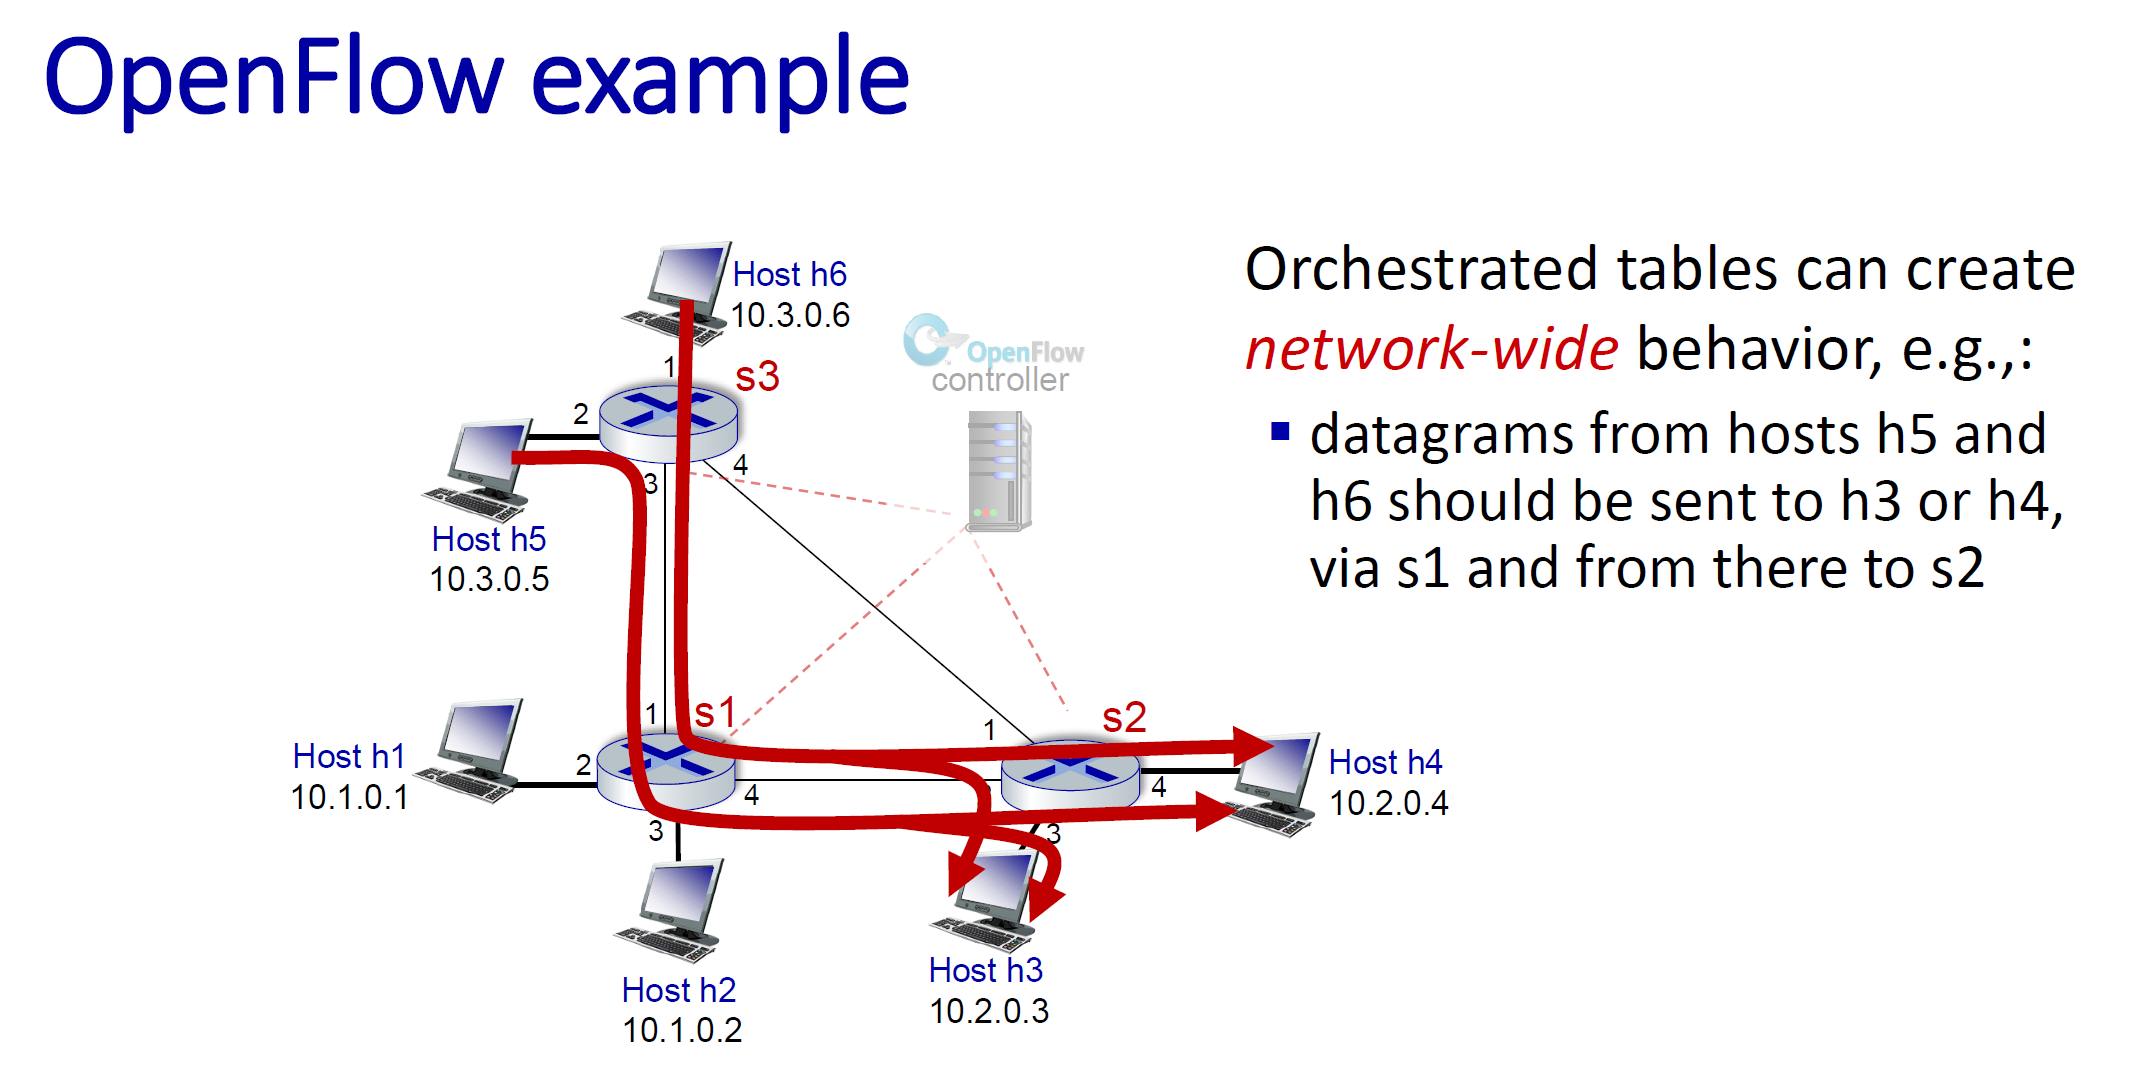 OpenFlow example
Orchestrated tables can create
network-wide behavior, e.g.,:
datagrams from hosts h5 and
h6 should be sent to h3 or h4,
via s1 and from there to s2
Host h6
10.3.0.6
OpenFlow
™
controller
1
s3
2
4
3
Host h5
10.3.0.5
1
s1
1
s2
Host h1
10.1.0.1
2
4
3
4
3
Host h4
10.2.0.4
Host h2
10.1.0.2
Host h3
10.2.0.3